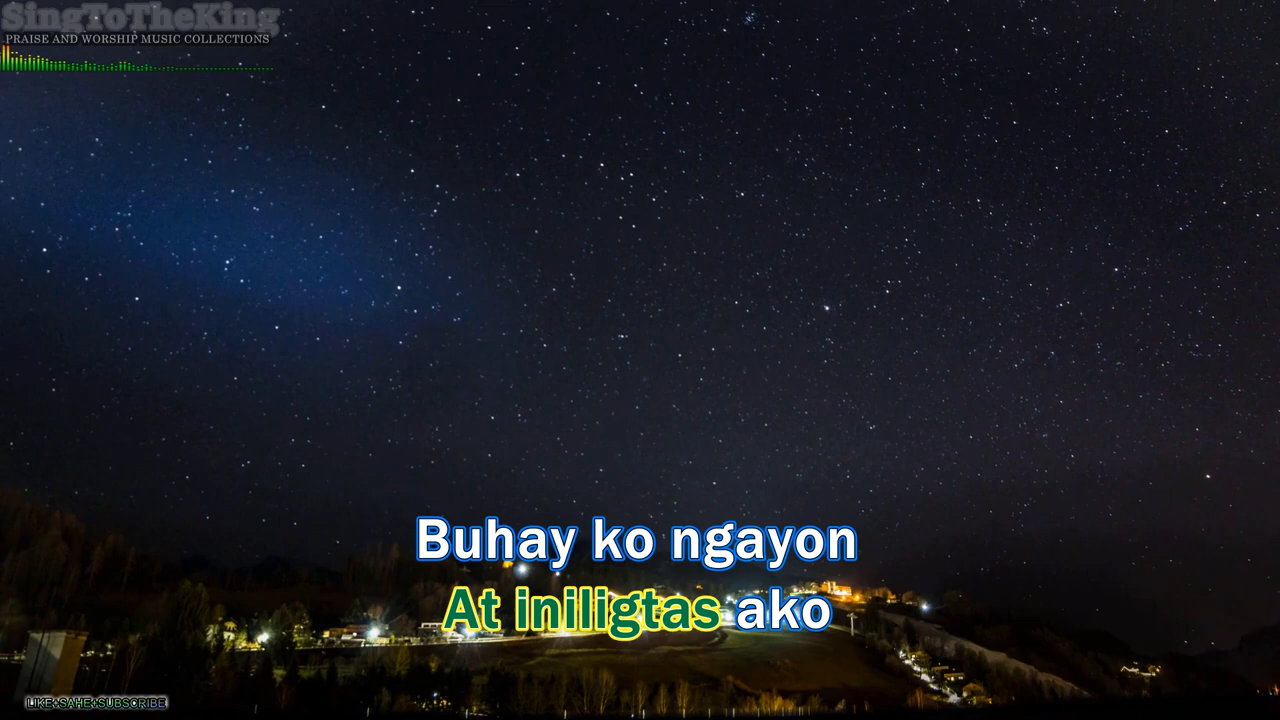 SingToTheKing
PRAISE AND WORSHIP MUSIC COLLECTIONS
Buhay ko ngayon
At iniligtas ako
LIKE+SAHE+SUBSCRIBE